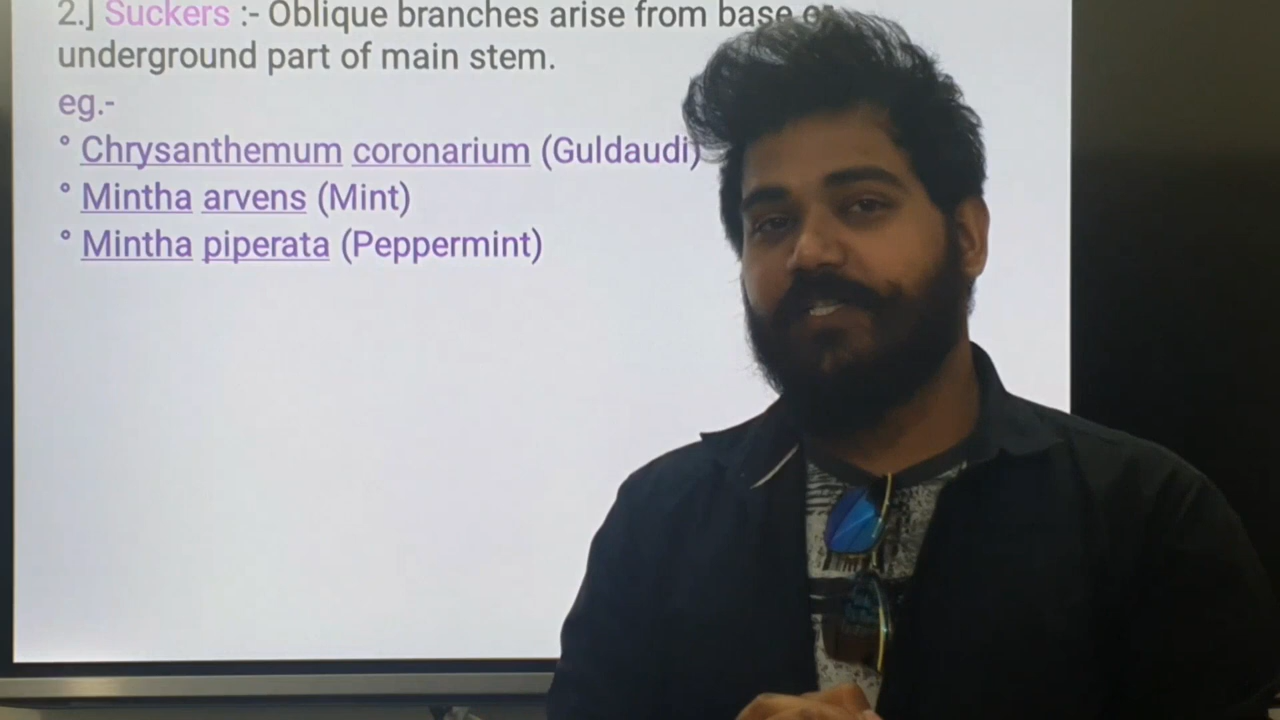 2.] Suckers :- Oblique branches arise from base or
underground part of main stem.
eg.-
° Chrysanthemum coronarium (Guldaudi)
° Mintha arvens (Mint)
° Mintha piperata (Peppermint)